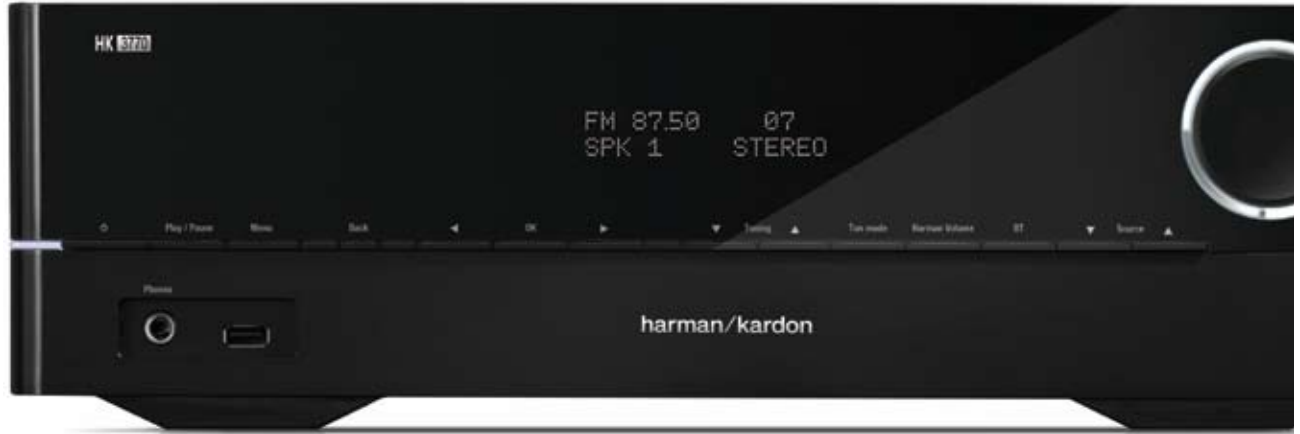 HK 3770
FM 87.50 07
SPK 1 STEREO
Play / Pause Menu Back ◄ OK ► ▼ Tuning ▲ Tun mode Harman Volume BT ▼ Source ▲
Phones
harman/kardon